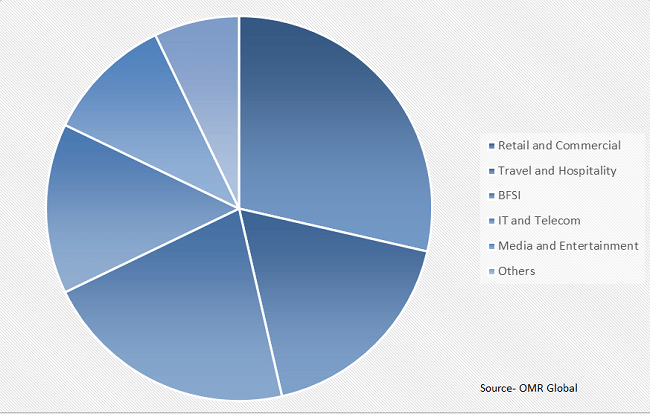 Retail and Commercial
Travel and Hospitality
BFSI
IT and Telecom
Media and Entertainment
Others
Source- OMR Global